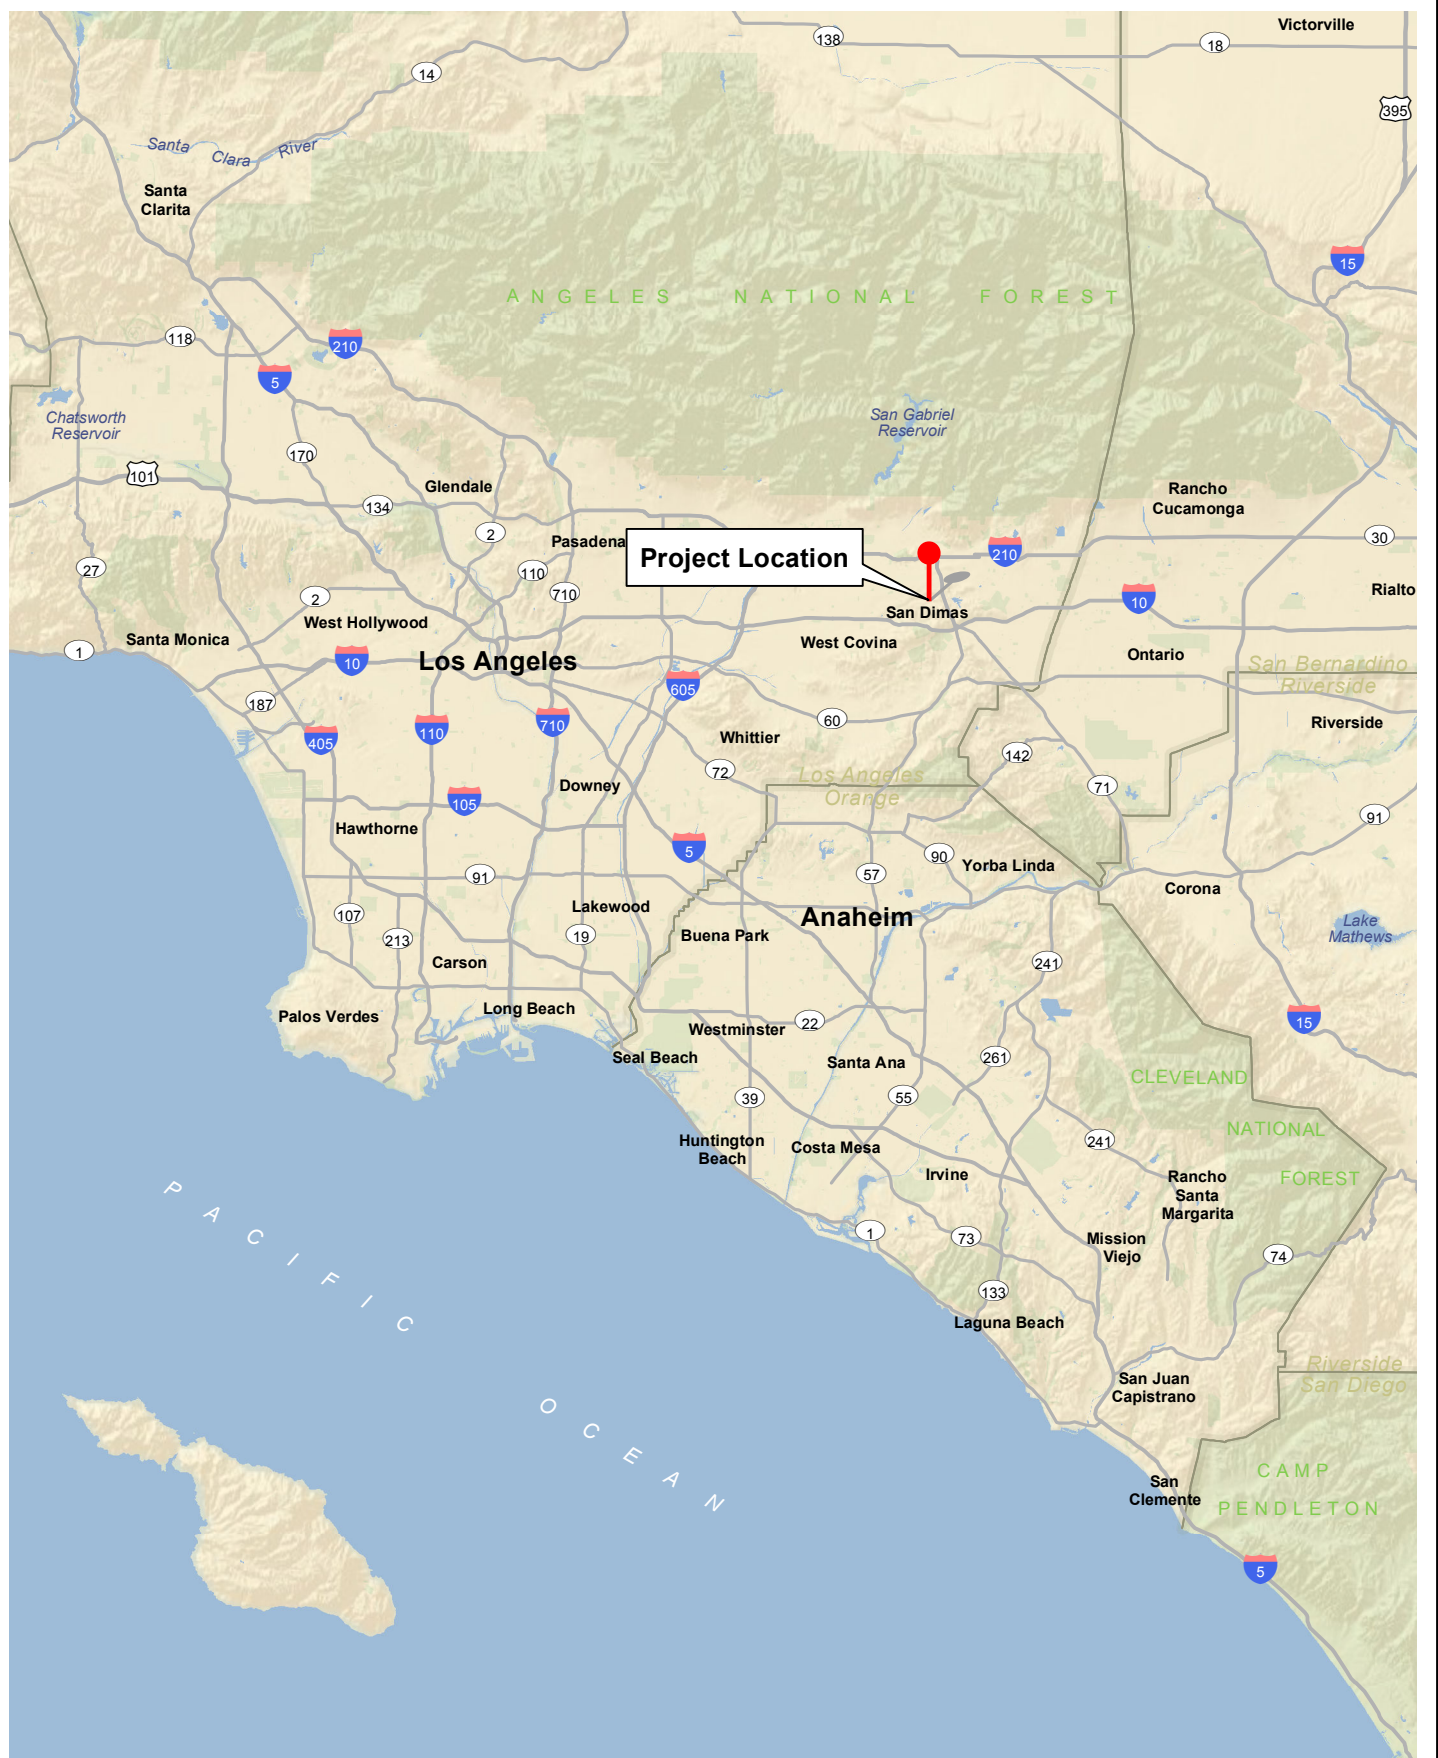 Victorville
138
18
14
395
Santa
Clara
River
Santa
Clarita
15
ANGELES NATIONAL FOREST
118
210
5
Chatsworth
Reservoir
San Gabriel
Reservoir
170
101
Glendale
134
Rancho
Cucamonga
2
30
Pasadena
Project Location
210
27
110
710
2
10
Rialto
San Dimas
West Hollywood
Santa Monica
1
West Covina
10
Los Angeles
Ontario
San Bernardino
Riverside
605
187
60
710
110
405
Riverside
Whittier
142
72
Los Angeles
Orange
Downey
71
105
91
Hawthorne
5
90
Yorba Linda
57
91
Corona
Lakewood
107
Anaheim
Lake
Mathews
19
213
Buena Park
Carson
241
Long Beach
Palos Verdes
22
15
Westminster
Seal Beach
Santa Ana
261
CLEVELAND
NATIONAL
FOREST
39
55
Huntington
Beach
Costa Mesa
241
Irvine
Rancho
Santa
Margarita
1
73
Mission
Viejo
74
133
Laguna Beach
PACIFIC
OCEAN
Riverside
San Diego
San Juan
Capistrano
CAMP
PENDLETON
San
Clemente
5